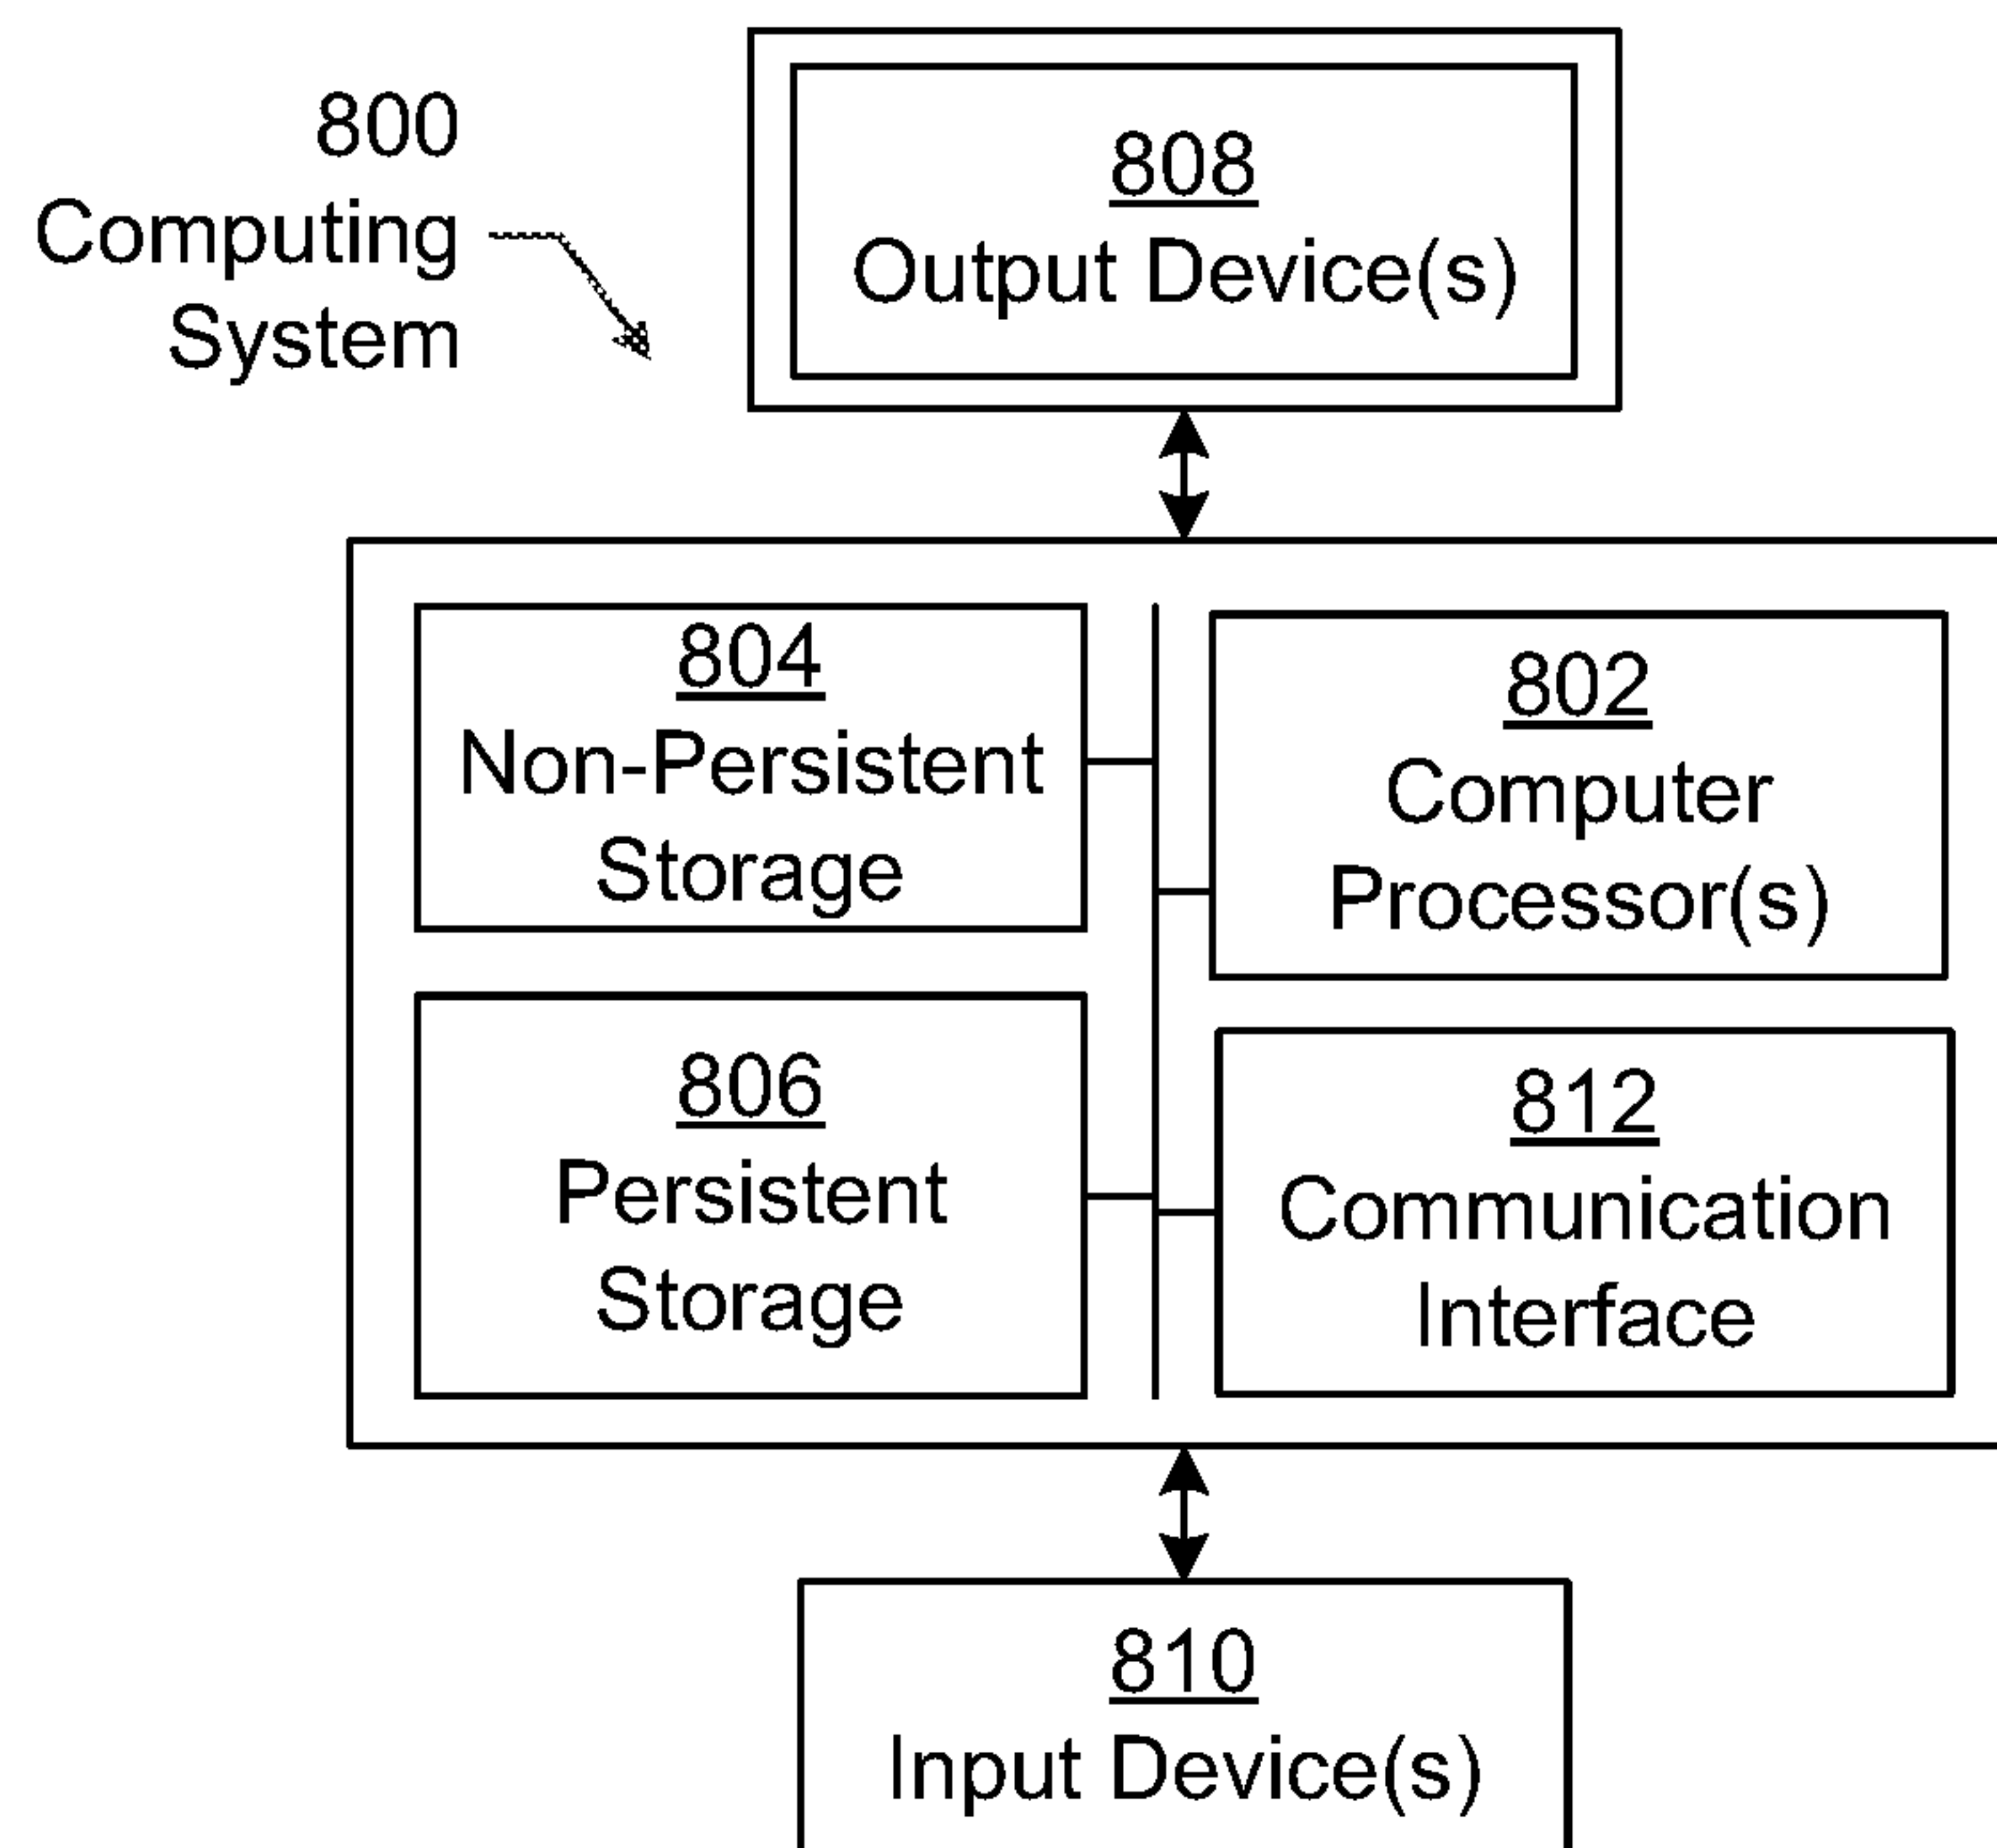 800
Computing
System
808
Output Device(s)
804
Non-Persistent
Storage
802
Computer
Processor(s)
806
Persistent
Storage
812
Communication
Interface
810
Input Device(s)